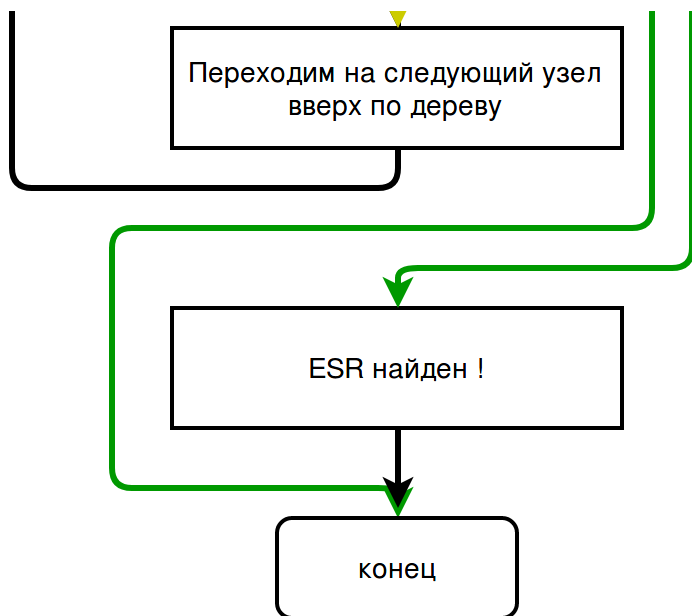 Переходим на следующий узел
вверх по дереву
ESR найден !
конец